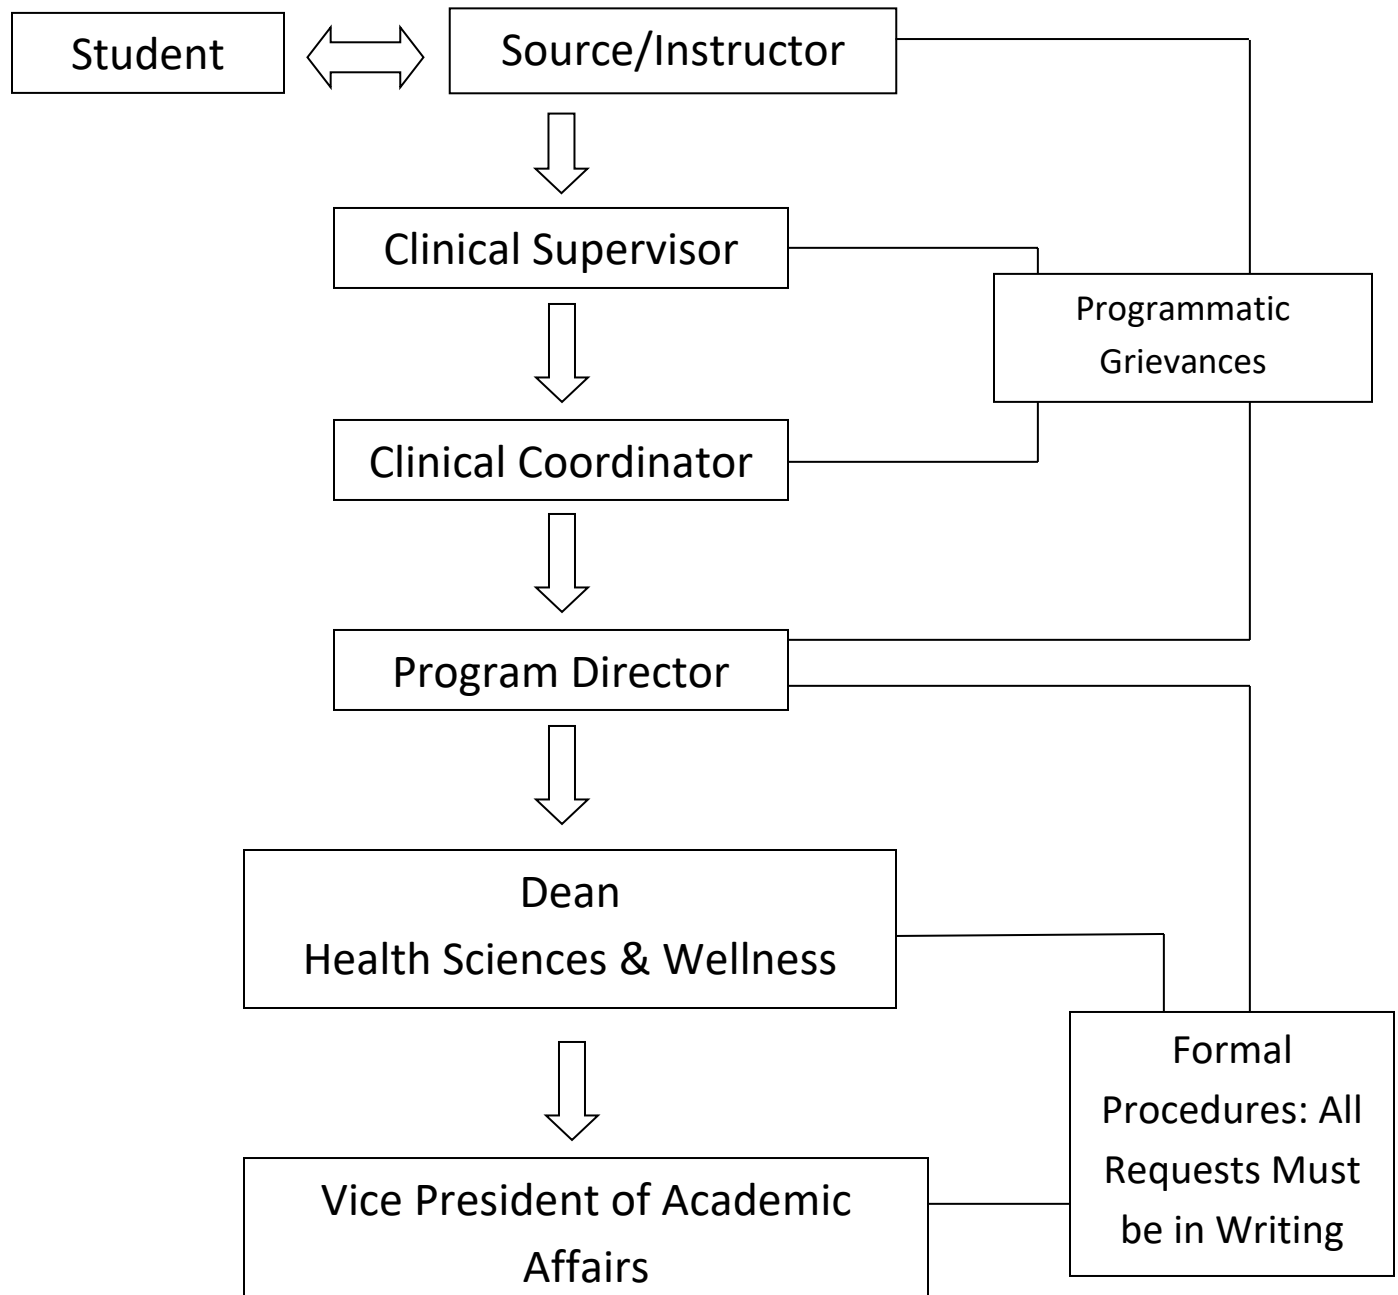 Student
Source/Instructor
Clinical Supervisor
Programmatic
Grievances
Clinical Coordinator
Program Director
Dean
Health Sciences & Wellness
Formal
Procedures: All
Requests Must
be in Writing
Vice President of Academic
Affairs